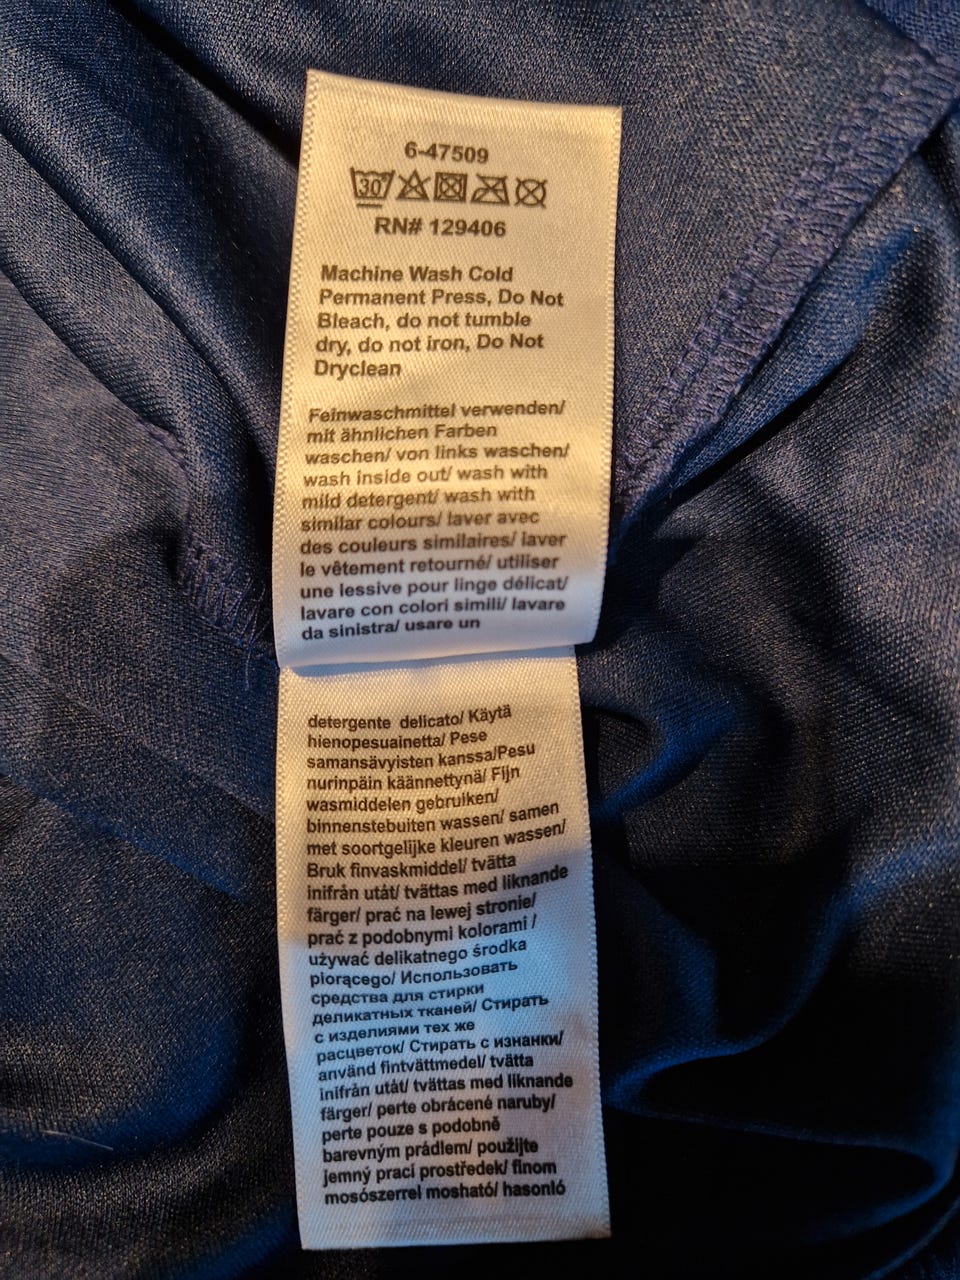 6-47509
30
RN# 129406
Machine Wash Cold
Permanent Press, Do Not
Bleach, do not tumble
dry, do not iron, Do Not
Dryclean
Feinwaschmittel verwenden/
mit ähnlichen Farben
waschen/ von links waschen/
wash inside out/ wash with
mild detergent/ wash with
similar colours/ laver avec
des couleurs similaires/ laver
le vêtement retourné/ utiliser
une lessive pour linge délicat/
lavare con colori simili/ lavare
da sinistra/ usare un
detergente delicato/ Käytä
hienopesuainetta/ Pese
samansävyisten kanssa/Pesu
nurinpäin käännettynä/ Fijn
wasmiddelen gebruiken/
binnenstebuiten wassen/ samen
met soortgelijke kleuren wassen/
Bruk finvaskmiddel/ tvätta
inifrån utåt/ tvättas med liknande
färger/ prać na lewej stronie/
prać z podobnymi kolorami /
używać delikatnego środka
piorącego/ Использовать
средства для стирки
деликатных тканей/ Стирать
с изделиями тех же
расцветок/ Стирать с изнанки/
använd fintvättmedel/ tvätta
inifrån utåt/ tvättas med liknande
färger/ perte obrácené naruby/
perte pouze s podobně
barevným prádlem/ použijte
jemný prací prostředek/ finom
mosószerrel mosható/ hasonló